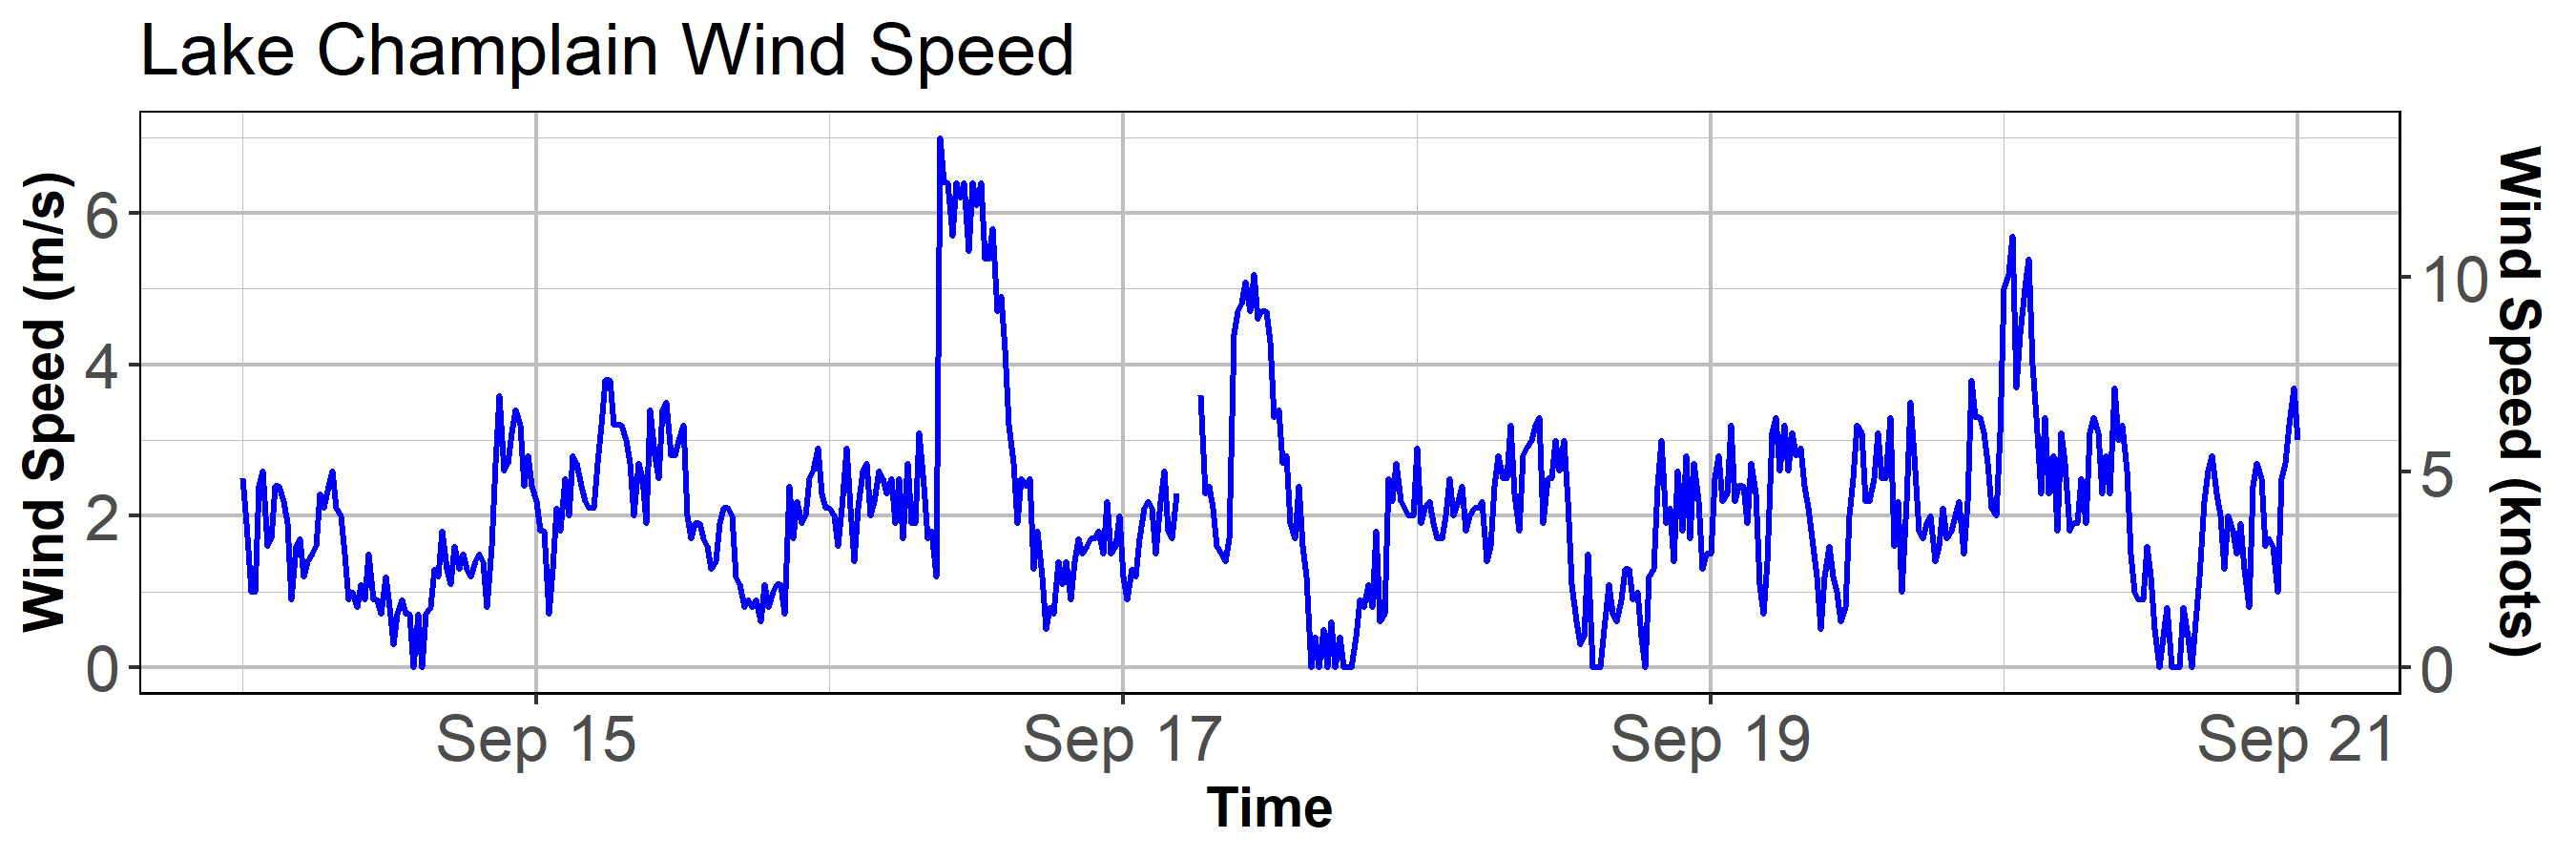 Lake Champlain Wind Speed
Wind Speed (m/s)
6
4
2
0
10
5
0
Wind Speed (knots)
Sep 15
Sep 17
Sep 19
Sep 21
Time